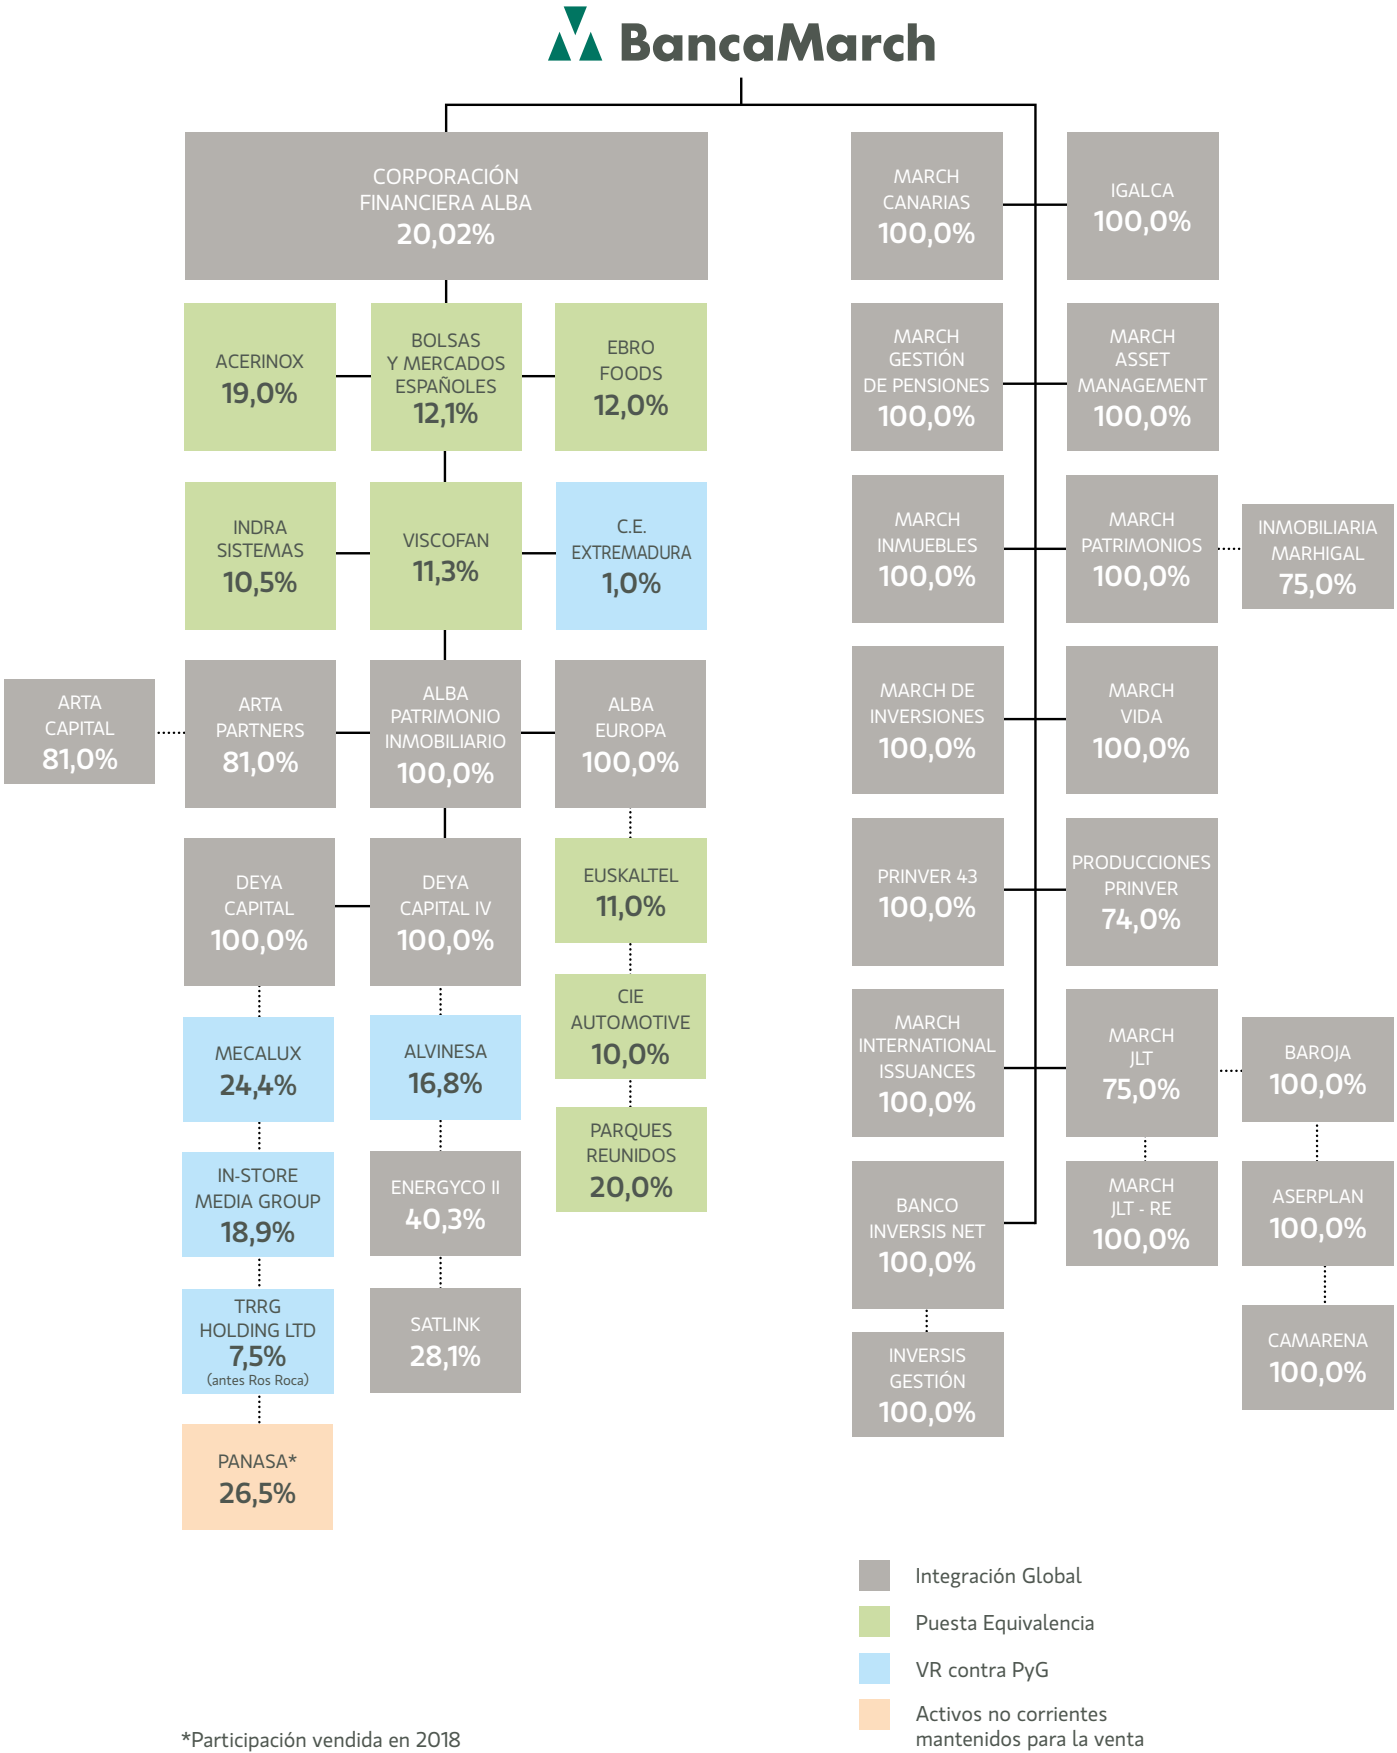 BancaMarch
CORPORACIÓN
FINANCIERA ALBA
20,02%
ACERINOX
19,0%
BOLSAS
Y MERCADOS
ESPAÑOLES
12,1%
EBRO
FOODS
12,0%
INDRA
SISTEMAS
10,5%
VISCOFAN
11,3%
C.E.
EXTREMADURA
1,0%
ARTA
CAPITAL
81,0%
ARTA
PARTNERS
81,0%
ALBA
PATRIMONIO
INMOBILIARIO
100,0%
ALBA
EUROPA
100,0%
DEYA
CAPITAL
100,0%
DEYA
CAPITAL IV
100,0%
EUSKALTEL
11,0%
CIE
AUTOMOTIVE
10,0%
PARQUES
REUNIDOS
20,0%
MECALUX
24,4%
ALVINESA
16,8%
IN-STORE
MEDIA GROUP
18,9%
ENERGYCO II
40,3%
TRRG
HOLDING LTD
7,5%
(antes Ros Roca)
SATLINK
28,1%
PANASA*
26,5%
MARCH
CANARIAS
100,0%
IGALCA
100,0%
MARCH
GESTIÓN
DE PENSIONES
100,0%
MARCH
ASSET
MANAGEMENT
100,0%
MARCH
INMUEBLES
100,0%
MARCH
PATRIMONIOS
100,0%
INMOBILIARIA
MARHIGAL
75,0%
MARCH DE
INVERSIONES
100,0%
MARCH
VIDA
100,0%
PRINVER 43
100,0%
PRODUCCIONES
PRINVER
74,0%
MARCH
INTERNATIONAL
ISSUANCES
100,0%
MARCH
JLT
75,0%
BAROJA
100,0%
BANCO
INVERSIS NET
100,0%
MARCH
JLT - RE
100,0%
ASERPLAN
100,0%
INVERSIS
GESTIÓN
100,0%
CAMARENA
100,0%
Integración Global
Puesta Equivalencia
VR contra PyG
Activos no corrientes
mantenidos para la venta
*Participación vendida en 2018